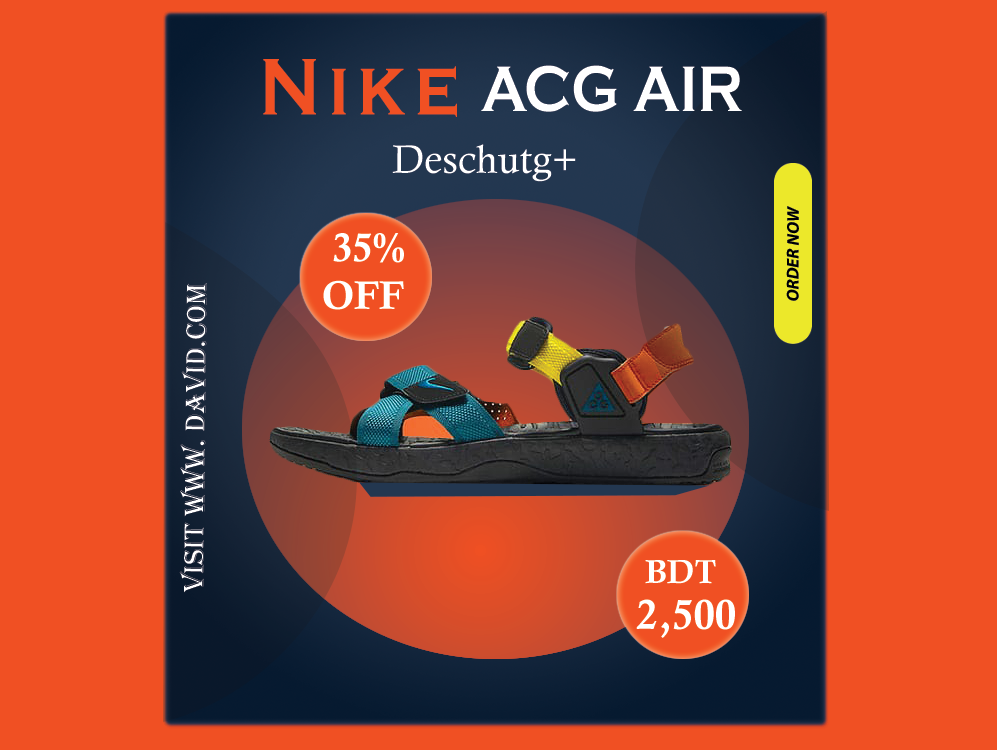 NIKE ACG AIR
Deschutg+
35%
OFF
ORDER NOW
VISIT WWW. DAVID.COM
BDT
2,500